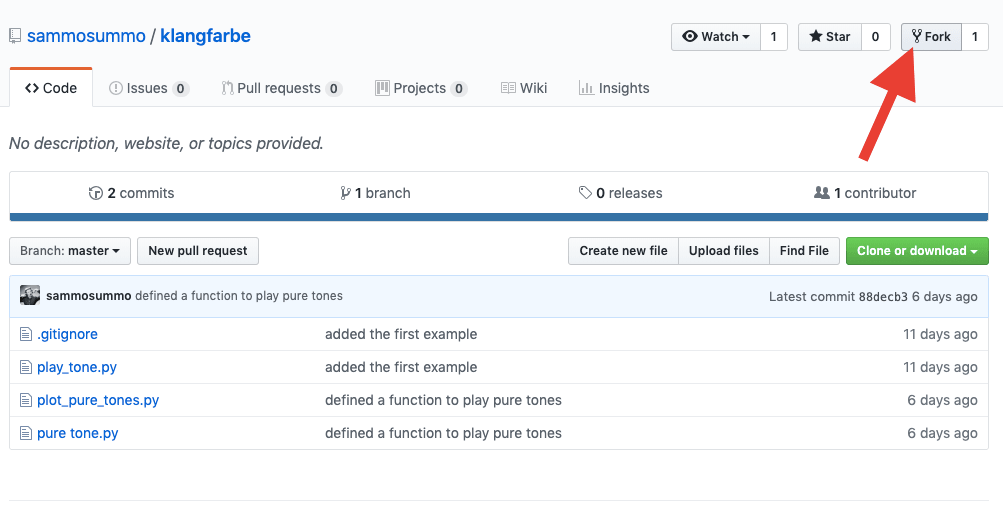 sammosummo / klangfarbe
Watch 1 Star 0 Fork 1
Code Issues 0 Pull requests 0 Projects 0 Wiki Insights
No description, website, or topics provided.
2 commits 1 branch 0 releases 1 contributor
Branch: master New pull request Create new file Upload files Find File Clone or download
sammosummo defined a function to play pure tones Latest commit 88decb3 6 days ago
.gitignore added the first example 11 days ago
play_tone.py added the first example 11 days ago
plot_pure_tones.py defined a function to play pure tones 6 days ago
pure tone.py defined a function to play pure tones 6 days ago